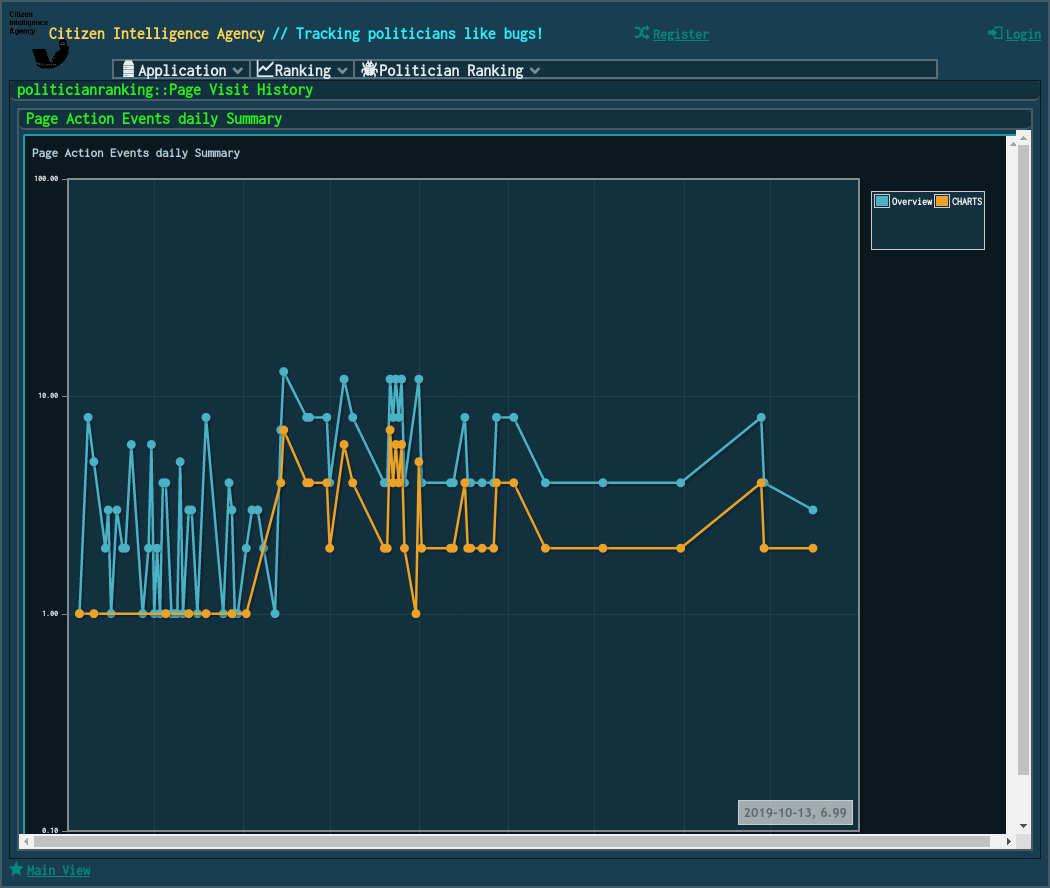 Citizen
Intelligence
Agency
Citizen Intelligence Agency // Tracking politicians like bugs!
Register
Login
Application
Ranking
Politician Ranking
politicianranking::Page Visit History
Page Action Events daily Summary
Page Action Events daily Summary
100.00
Overview
CHARTS
10.00
1.00
2019-10-13, 6.99
0.10
Main View